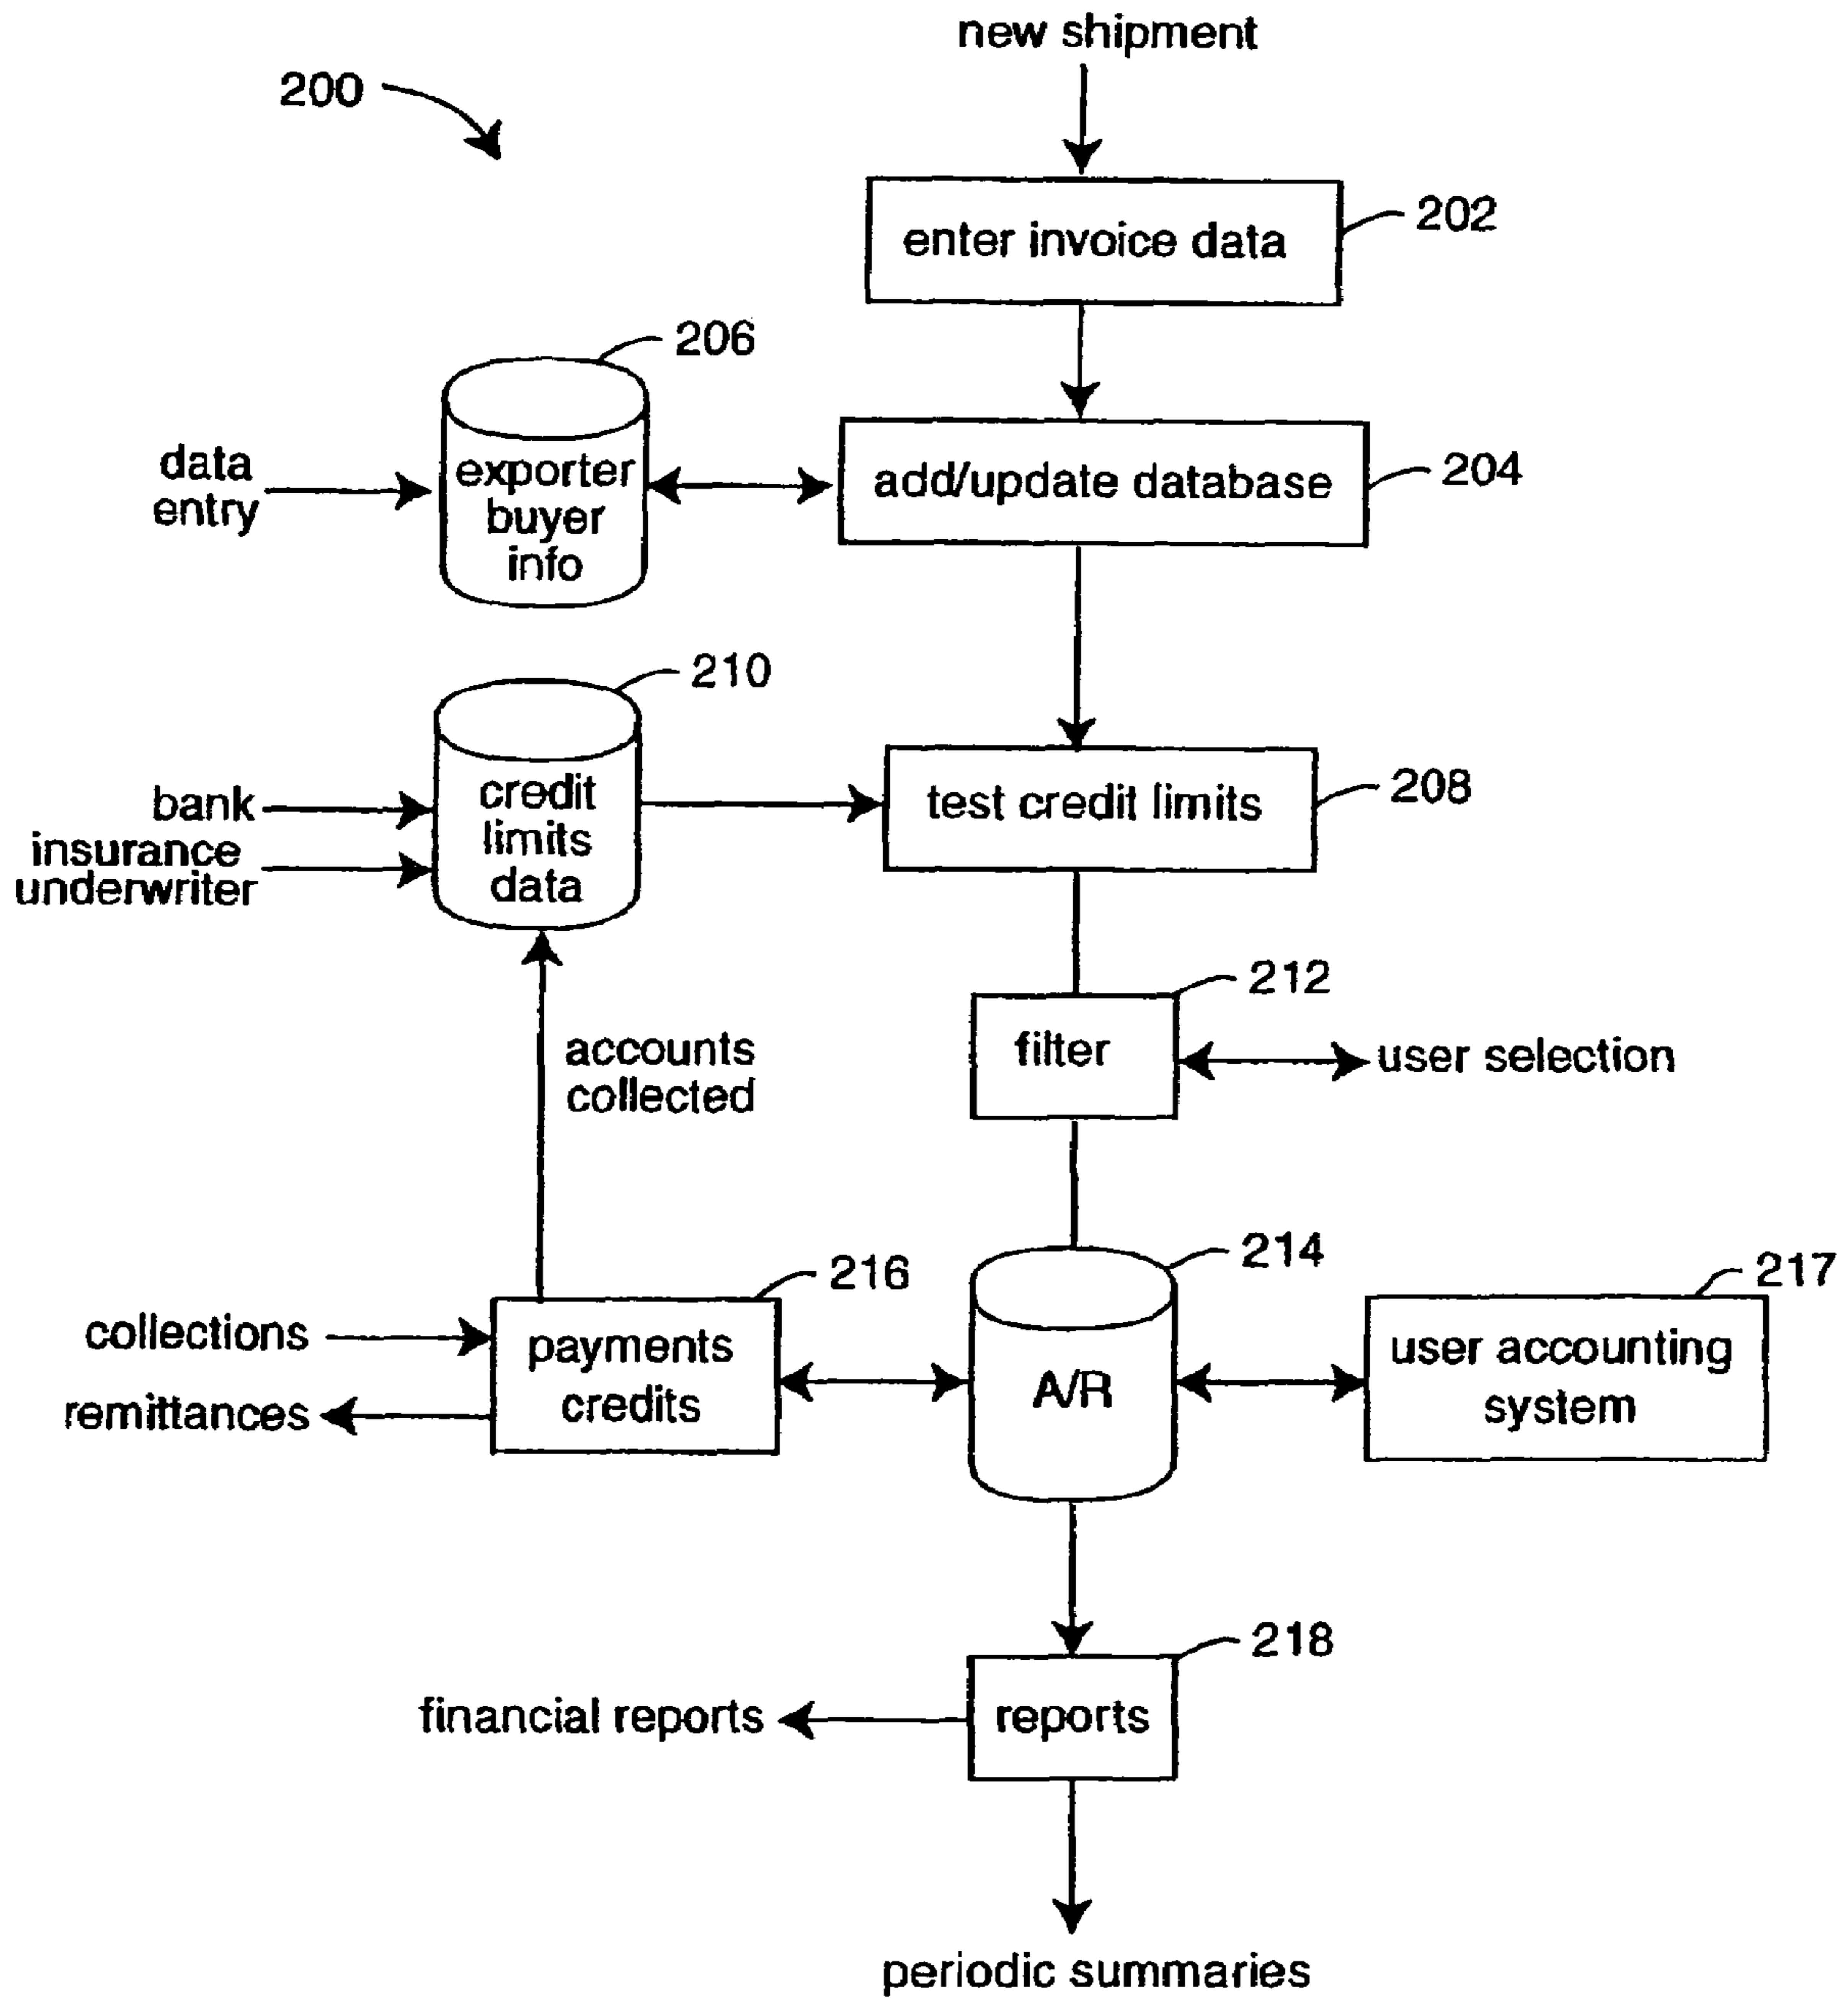 new shipment
200
enter invoice data
202
206
data
entry
exporter
buyer
info
add/update database
204
210
bank
insurance
underwriter
credit
limits
data
test credit limits
208
212
filter
user selection
accounts
collected
214
216
217
collections
remittances
payments
credits
A/R
user accounting
system
218
financial reports
reports
periodic summaries